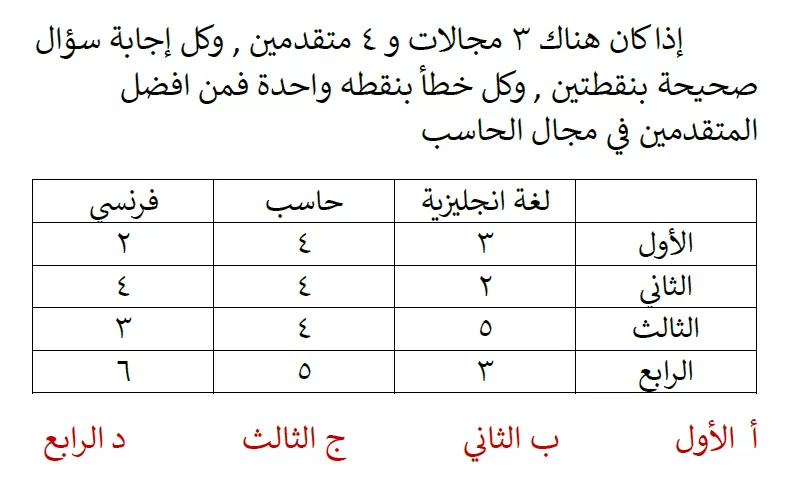 إذا كان هناك ٣ مجالات و ٤ متقدمين , وكل إجابة سؤال
صحيحة بنقطتين , وكل خطأ بنقطه واحدة فمن افضل
المتقدمين في مجال الحاسب
لغة انجليزية حاسب فرنسي
الأول ٣ ٤ ٢
الثاني ٢ ٤ ٤
الثالث ٥ ٤ ٣
الرابع ٣ ٥ ٦
أ الأول ب الثاني ج الثالث د الرابع